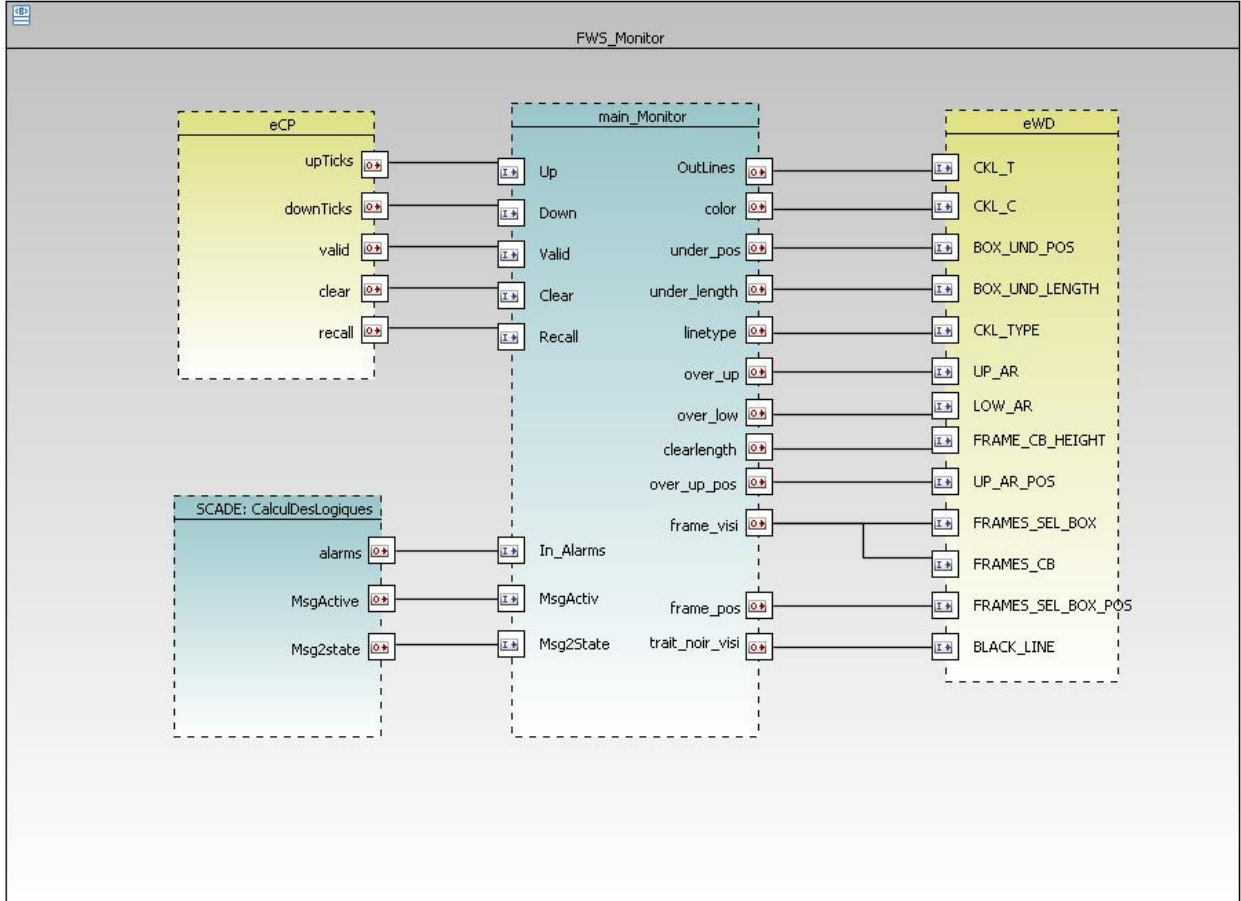 FWS_Monitor
eCP
upTicks
downTicks
valid
clear
recall
SCADE: CalculDesLogiques
alarms
MsgActive
Msg2state
main_Monitor
Up
Down
Valid
Clear
Recall
In_Alarms
MsgActiv
Msg2State
OutLines
color
under_pos
under_length
linetype
over_up
over_low
clearlength
over_up_pos
frame_visi
frame_pos
trait_noir_visi
eWD
CKL_T
CKL_C
BOX_UND_POS
BOX_UND_LENGTH
CKL_TYPE
UP_AR
LOW_AR
FRAME_CB_HEIGHT
UP_AR_POS
FRAMES_SEL_BOX
FRAMES_CB
FRAMES_SEL_BOX_POS
BLACK_LINE